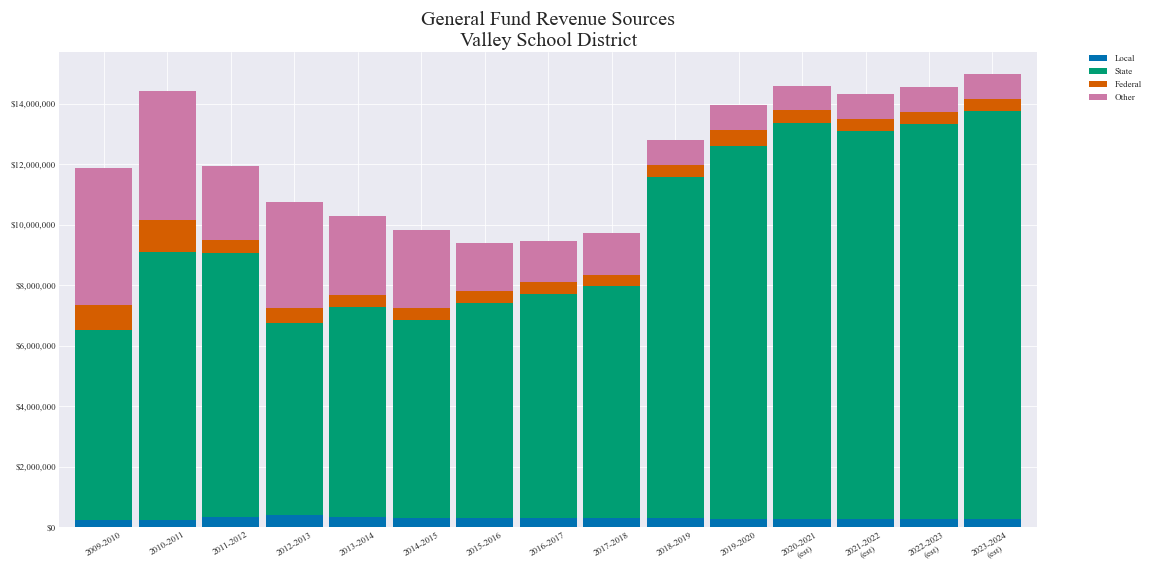 General Fund Revenue Sources
Valley School District
Local
State
Federal
Other
$14,000,000
$12,000,000
$10,000,000
$8,000,000
$6,000,000
$4,000,000
$2,000,000
$0
2009-2010
2010-2011
2011-2012
2012-2013
2013-2014
2014-2015
2015-2016
2016-2017
2017-2018
2018-2019
2019-2020
2020-2021
(est)
2021-2022
(est)
2022-2023
(est)
2023-2024
(est)